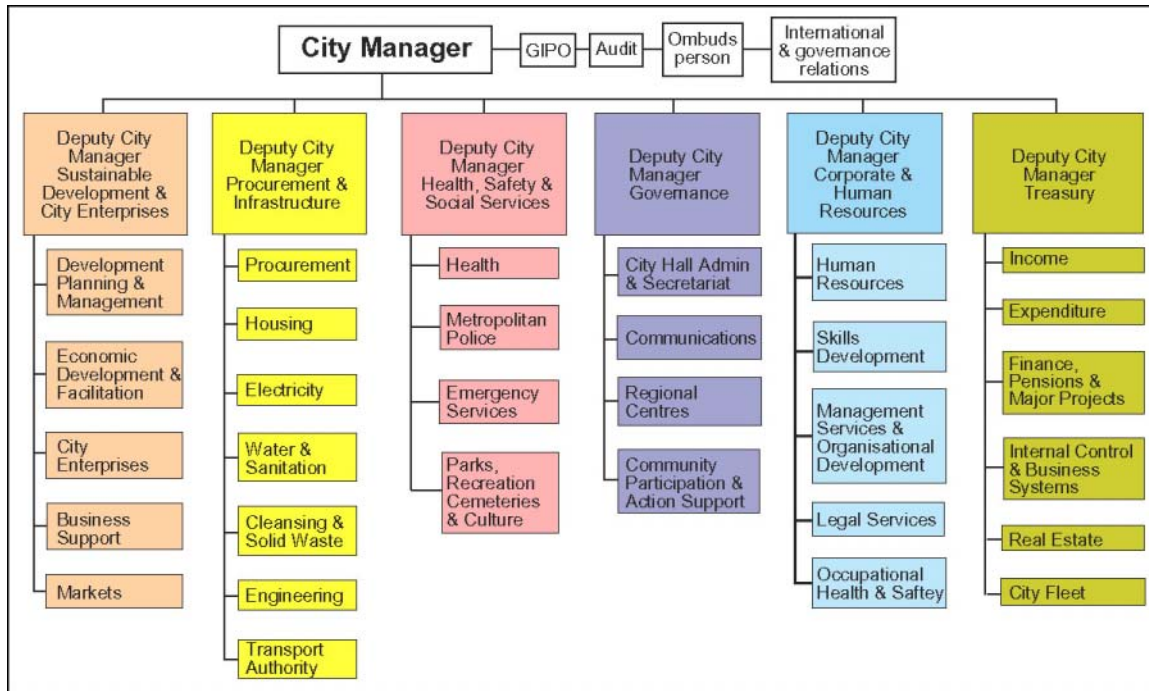 City Manager
GIPO
Audit
Ombuds
person
International
& governance
relations
Deputy City
Manager
Sustainable
Development &
City Enterprises
Development
Planning &
Management
Economic
Development &
Facilitation
City
Enterprises
Business
Support
Markets
Deputy City
Manager
Procurement &
Infrastructure
Procurement
Housing
Electricity
Water &
Sanitation
Cleansing &
Solid Waste
Engineering
Transport
Authority
Deputy City
Manager
Health, Safety &
Social Services
Health
Metropolitan
Police
Emergency
Services
Parks,
Recreation
Cemeteries
& Culture
Deputy City
Manager
Governance
City Hall Admin
& Secretariat
Communications
Regional
Centres
Community
Participation &
Action Support
Deputy City
Manager
Corporate &
Human
Resources
Human
Resources
Skills
Development
Management
Services &
Organisational
Development
Legal Services
Occupational
Health & Saftey
Deputy City
Manager
Treasury
Income
Expenditure
Finance,
Pensions &
Major Projects
Internal Control
& Business
Systems
Real Estate
City Fleet